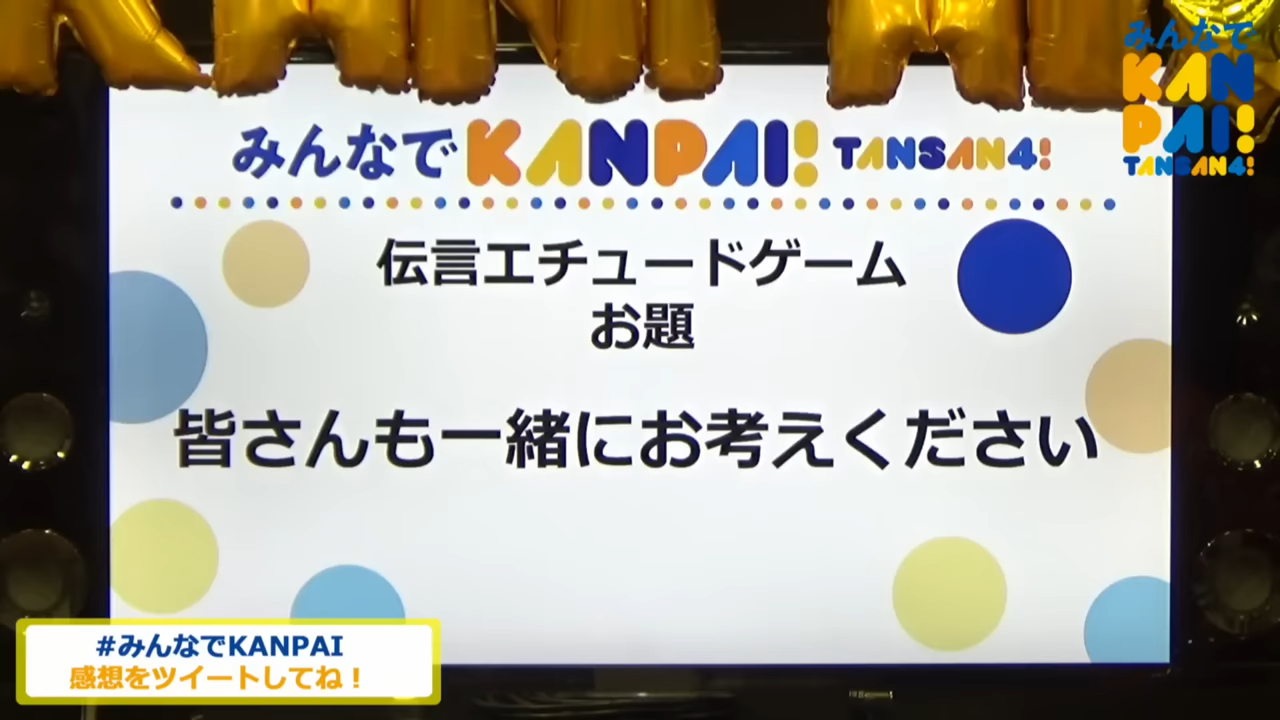 みんなで
KAN
PAI!
TANSAN4!
みんなでKANPAI! TANSAN4!
伝言エチュードゲーム
お題
皆さんも一緒にお考えください
#みんなでKANPAI
感想をツイートしてね!